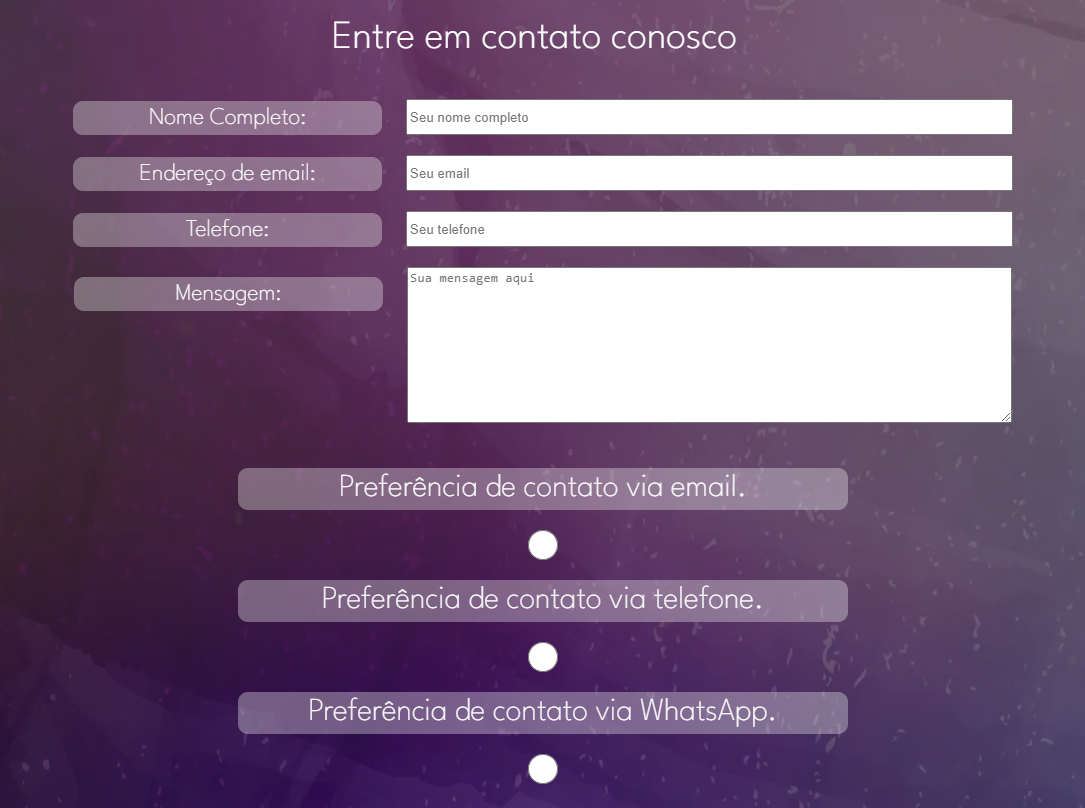 Entre em contato conosco
Nome Completo:
Seu nome completo
Endereço de email:
Seu email
Telefone:
Seu telefone
Mensagem:
Sua mensagem aqui
Preferência de contato via email.
Preferência de contato via telefone.
Preferência de contato via WhatsApp.